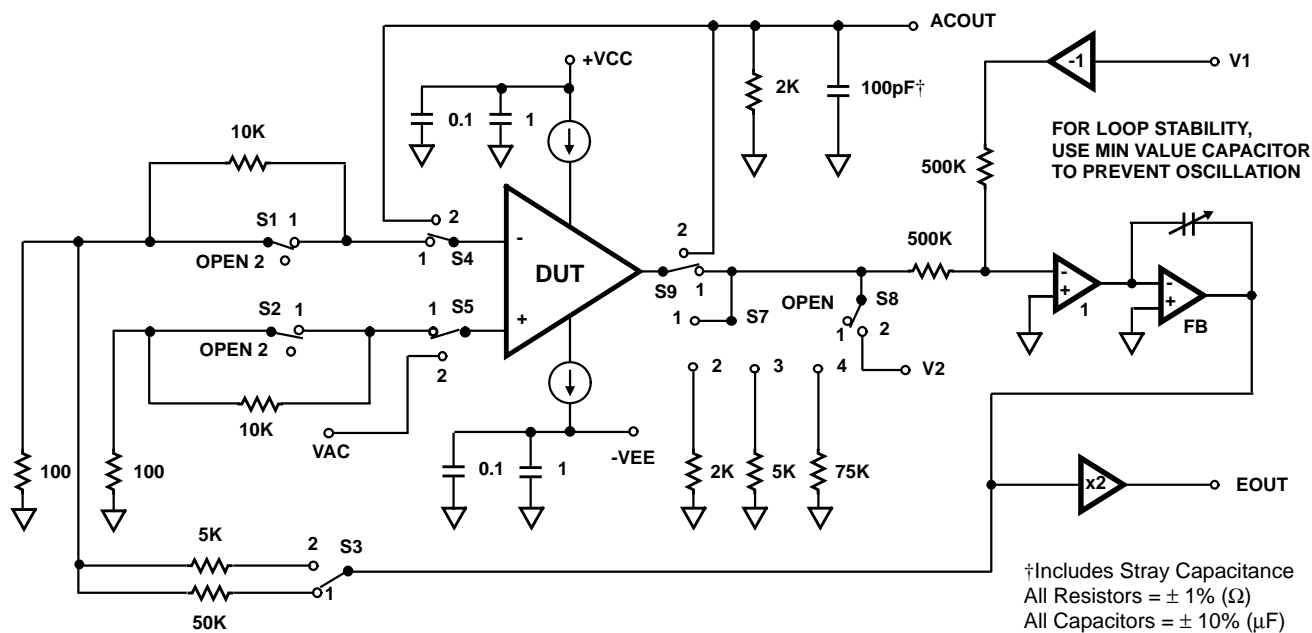 ACOUT
+VCC
-1
V1
2K
100pF†
0.1
1
10K
FOR LOOP STABILITY,
USE MIN VALUE CAPACITOR
TO PREVENT OSCILLATION
500K
S1
1
2
OPEN 2
1
S4
-
DUT
+
2
S9
1
500K
OPEN
S8
1
S7
1
2
-
+
1
-
+
FB
S2
1
OPEN 2
1
S5
2
10K
VAC
2
3
4
V2
100
100
0.1
1
-VEE
2K
5K
75K
x2
EOUT
5K
2
S3
1
50K
†Includes Stray Capacitance
All Resistors = ± 1% (Ω)
All Capacitors = ± 10% (μF)